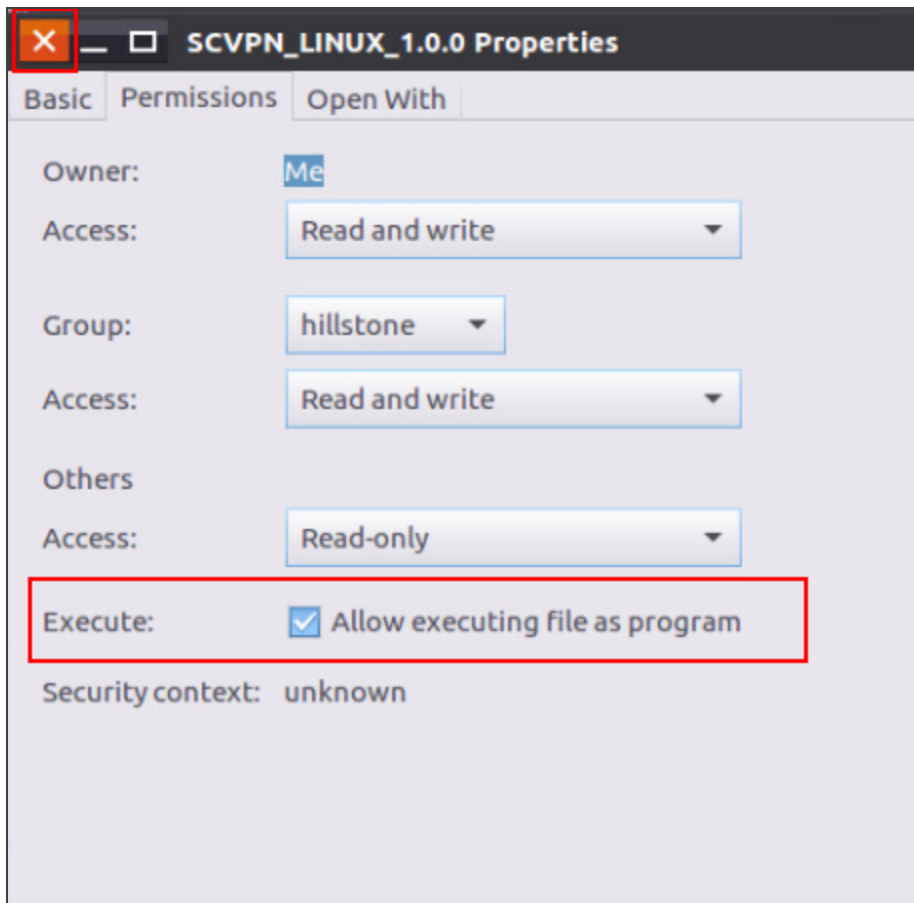 SCVPN_LINUX_1.0.0 Properties
Basic Permissions Open With
Owner: Me
Access: Read and write
Group: hillstone
Access: Read and write
Others
Access: Read-only
Execute: Allow executing file as program
Security context: unknown